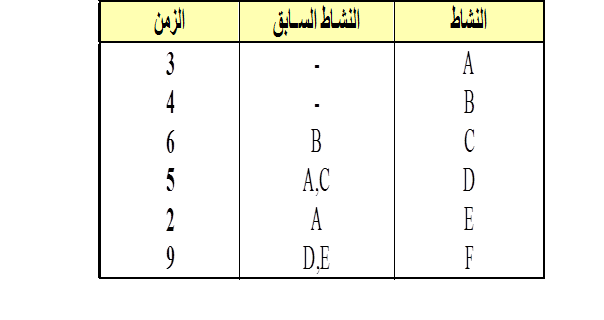 النشاط النشاط السابق الزمن
A - 3
B - 4
C B 6
D A,C 5
E A 2
F D,E 9